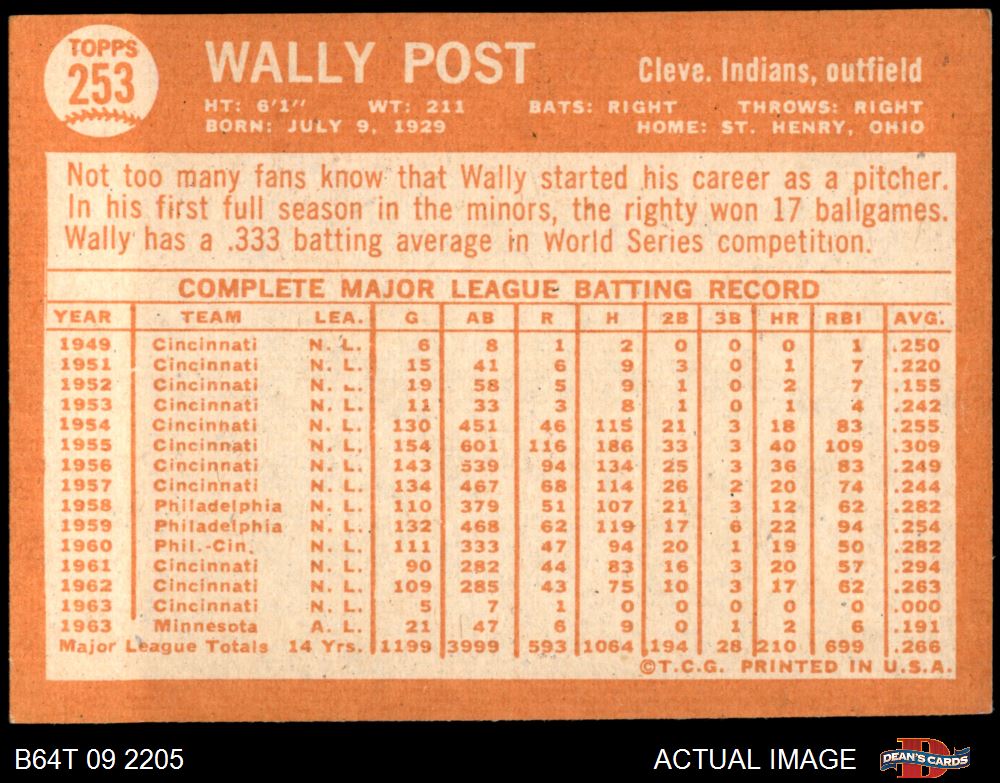 TOPPS
253
WALLY POST
Cleve. Indians, outfield
HT: 6'1" WT: 211 BATS: RIGHT THROWS: RIGHT
BORN: JULY 9, 1929 HOME: ST. HENRY, OHIO
Not too many fans know that Wally started his career as a pitcher.
In his first full season in the minors, the righty won 17 ballgames.
Wally has a .333 batting average in World Series competition.
COMPLETE MAJOR LEAGUE BATTING RECORD
YEAR TEAM LEA. G AB R H 2B 3B HR RBI AVG.
1949 Cincinnati N. L. 6 8 1 2 0 0 0 1 .250
1951 Cincinnati N. L. 15 41 6 9 3 0 1 7 .220
1952 Cincinnati N. L. 19 58 5 9 1 0 2 7 .155
1953 Cincinnati N. L. 11 33 3 8 1 0 1 4 .242
1954 Cincinnati N. L. 130 451 46 115 21 3 18 83 .255
1955 Cincinnati N. L. 154 601 116 186 33 3 40 109 .309
1956 Cincinnati N. L. 143 539 94 134 25 3 36 83 .249
1957 Cincinnati N. L. 134 467 68 114 26 2 20 74 .244
1958 Philadelphia N. L. 110 379 51 107 21 3 12 62 .282
1959 Philadelphia N. L. 132 468 62 119 17 6 22 94 .254
1960 Phil.-Cin. N. L. 111 333 47 94 20 1 19 50 .282
1961 Cincinnati N. L. 90 282 44 83 16 3 20 57 .294
1962 Cincinnati N. L. 109 285 43 75 10 3 17 62 .263
1963 Cincinnati N. L. 5 7 1 0 0 0 0 0 .000
1963 Minnesota A. L. 21 47 6 9 0 1 2 6 .191
Major League Totals 14 Yrs. 1199 3999 593 1064 194 28 210 699 .266
©T.C.G. PRINTED IN U.S.A.
B64T 09 2205 ACTUAL IMAGE DEAN'S CARDS